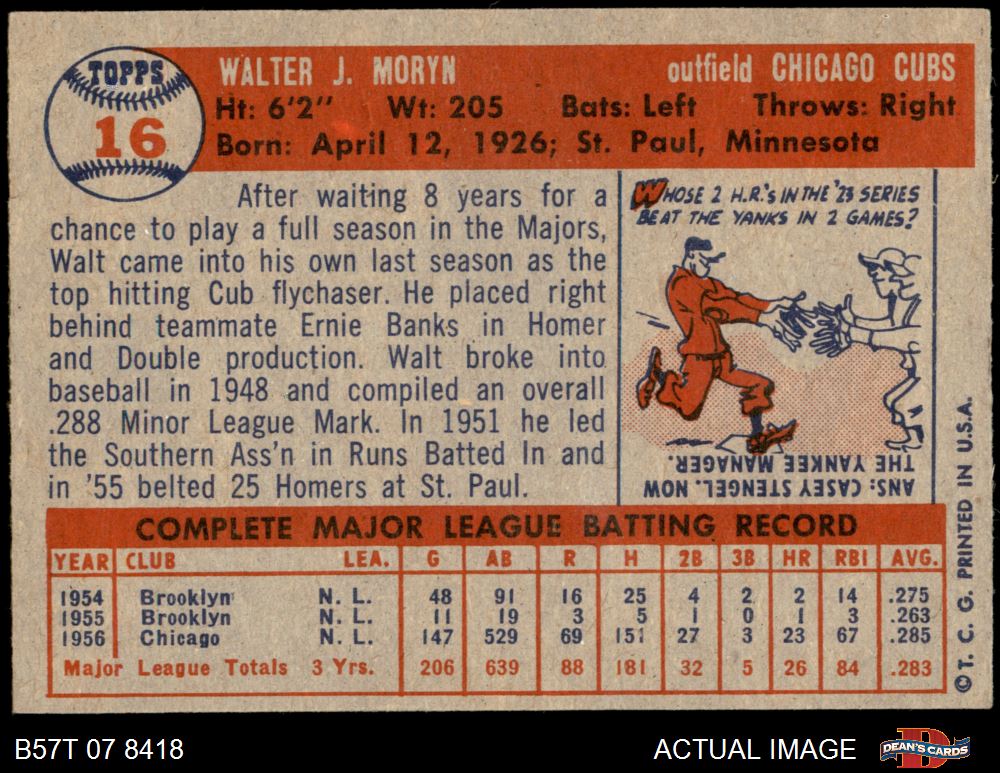 TOPPS
16
WALTER J. MORYN outfield CHICAGO CUBS
Ht: 6'2" Wt: 205 Bats: Left Throws: Right
Born: April 12, 1926; St. Paul, Minnesota
After waiting 8 years for a
chance to play a full season in the Majors,
Walt came into his own last season as the
top hitting Cub flychaser. He placed right
behind teammate Ernie Banks in Homer
and Double production. Walt broke into
baseball in 1948 and compiled an overall
.288 Minor League Mark. In 1951 he led
the Southern Ass'n in Runs Batted In and
in '55 belted 25 Homers at St. Paul.
WHOSE 2 H.R.'S IN THE '23 SERIES
BEAT THE YANKS IN 2 GAMES?
ANS: CASEY STENGEL. NOW
THE YANKEE MANAGER.
COMPLETE MAJOR LEAGUE BATTING RECORD
YEAR CLUB LEA. G AB R H 2B 3B HR RBI AVG.
1954 Brooklyn N. L. 48 91 16 25 4 2 2 14 .275
1955 Brooklyn N. L. 11 19 3 5 1 0 1 3 .263
1956 Chicago N. L. 147 529 69 151 27 3 23 67 .285
Major League Totals 3 Yrs. 206 639 88 181 32 5 26 84 .283
©T. C. G. PRINTED IN U.S.A.
B57T 07 8418 ACTUAL IMAGE DEAN'S CARDS